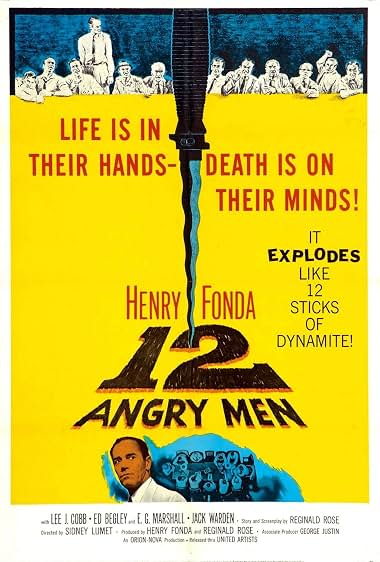 LIFE IS IN
THEIR HANDS- DEATH IS ON
THEIR MINDS!
IT
EXPLODES
LIKE
12
STICKS
OF
DYNAMITE!
HENRY FONDA
12
ANGRY MEN
with LEE J. COBB · ED BEGLEY and E. G. MARSHALL · JACK WARDEN · Story and Screenplay by REGINALD ROSE
Directed by SIDNEY LUMET · Produced by HENRY FONDA and REGINALD ROSE · Associate Producer GEORGE JUSTIN
An ORION-NOVA Production · Released thru UNITED ARTISTS